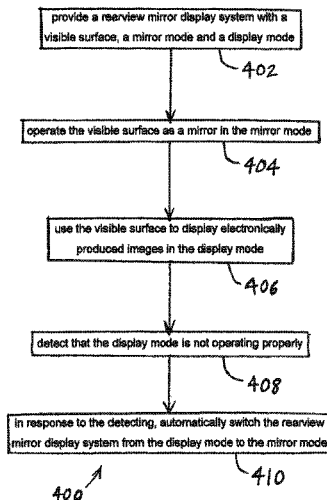 provide a rearview mirror display system with a
visible surface, a mirror mode and a display mode
402
operate the visible surface as a mirror in the mirror mode
404
use the visible surface to display electronically
produced images in the display mode
406
detect that the display mode is not operating properly
408
in response to the detecting, automatically switch the rearview
mirror display system from the display mode to the mirror mode
410
400